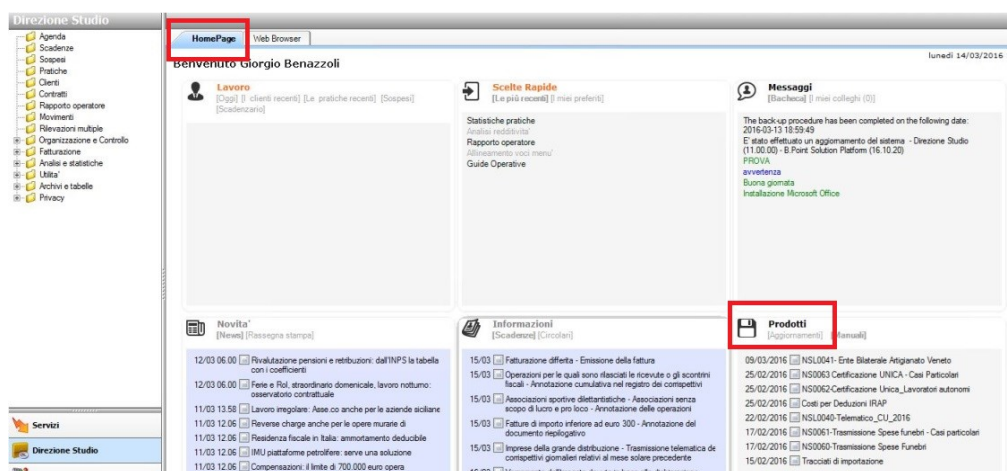 Direzione Studio
Agenda
Scadenze
Sospesi
Pratiche
Clienti
Contratti
Rapporto operatore
Movimenti
Rilevazioni multiple
Organizzazione e Controllo
Fatturazione
Analisi e statistiche
Utilita'
Archivi e tabelle
Privacy
Servizi
Direzione Studio
HomePage
Web Browser
lunedì 14/03/2016
Benvenuto Giorgio Benazzoli
Lavoro
[Oggi] [I clienti recenti] [Le pratiche recenti] [Sospesi]
[Scadenzario]
Scelte Rapide
[Le più recenti] [I miei preferiti]
Statistiche pratiche
Analisi redditivita'
Rapporto operatore
Allineamento voci menu'
Guide Operative
Messaggi
[Bacheca] [I miei colleghi (0)]
The back-up procedure has been completed on the following date:
2016-03-13 18:59:49
E' stato effettuato un aggiornamento del sistema - Direzione Studio
(11.00.00) - B.Point Solution Platform (16.10.20)
PROVA
avvertenza
Buona giornata
Installazione Microsoft Office
Novita'
[News] [Rassegna stampa]
12/03 06.00 Rivalutazione pensioni e retribuzioni: dall'INPS la tabella
con i coefficienti
12/03 06.00 Ferie e Rol, straordinario domenicale, lavoro notturno:
osservatorio contrattuale
11/03 13.58 Lavoro irregolare: Asse.co anche per le aziende siciliane
11/03 12.06 Reverse charge anche per le opere murarie di
11/03 12.06 Residenza fiscale in Italia: ammortamento deducibile
11/03 12.06 IMU piattaforme petrolifere: serve una soluzione
11/03 12.06 Compensazioni: il limite di 700.000 euro opera
Informazioni
[Scadenze] [Circolari]
15/03 Fatturazione differita - Emissione della fattura
15/03 Operazioni per le quali sono rilasciati le ricevute o gli scontrini
fiscali - Annotazione cumulativa nel registro dei corrispettivi
15/03 Associazioni sportive dilettantistiche - Associazioni senza
scopo di lucro e pro loco - Annotazione delle operazioni
15/03 Fatture di importo inferiore ad euro 300 - Annotazione del
documento riepilogativo
15/03 Imprese della grande distribuzione - Trasmissione telematica de
corrispettivi giornalieri relativi al mese solare precedente
Prodotti
[Aggiornamenti] [Manuali]
09/03/2016 NSL0041- Ente Bilaterale Artigianato Veneto
25/02/2016 NS0063 Certificazione UNICA - Casi Particolari
25/02/2016 NS0062-Certificazione Unica_Lavoratori autonomi
25/02/2016 Costi per Deduzioni IRAP
22/02/2016 NSL0040-Telematico_CU_2016
17/02/2016 NS0061-Trasmissione Spese funebri - Casi particolari
17/02/2016 NS0060-Trasmissione Spese Funebri
15/02/2016 Tracciati di importazione